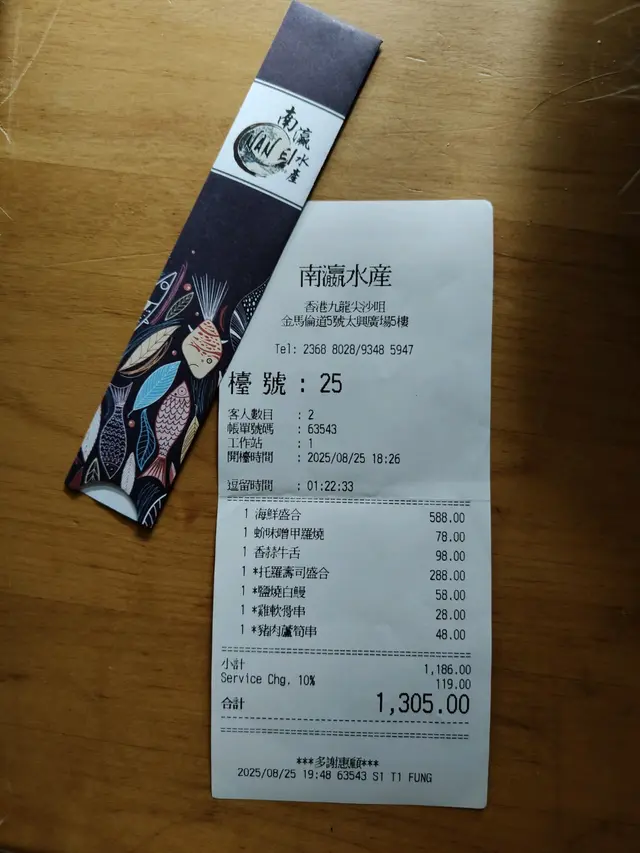 南瀛水産
NAN EI
南瀛水産
香港九龍尖沙咀
金馬倫道5號太興廣場5樓
Tel: 2368 8028/9348 5947
檯 號 : 25
客人數目 : 2
帳單號碼 : 63543
工作站 : 1
開檯時間 : 2025/08/25 18:26
逗留時間 : 01:22:33
1 海鮮盛合 588.00
1 蚧味噌甲羅燒 78.00
1 香蒜牛舌 98.00
1 *托羅壽司盛合 288.00
1 *鹽燒白鰻 58.00
1 *雞軟骨串 28.00
1 *豬肉蘆筍串 48.00
小計 1,186.00
Service Chg. 10% 119.00
合計 1,305.00
***多謝惠顧***
2025/08/25 19:48 63543 S1 T1 FUNG